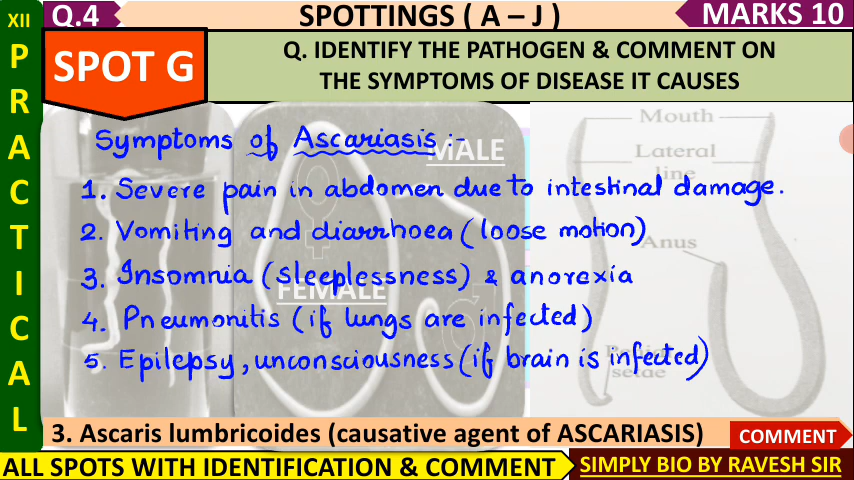 XII
PRACTICAL
Q.4
SPOTTINGS ( A – J )
MARKS 10
SPOT G
Q. IDENTIFY THE PATHOGEN & COMMENT ON
THE SYMPTOMS OF DISEASE IT CAUSES
Mouth
Symptoms of Ascariasis :-
MALE
Lateral
line
1. Severe pain in abdomen due to intestinal damage.
2. Vomiting and diarrhoea (loose motion)
Anus
3. Insomnia (sleeplessness) & anorexia
FEMALE
4. Pneumonitis (if lungs are infected)
5. Epilepsy, unconsciousness (if brain is infected)
setae
3. Ascaris lumbricoides (causative agent of ASCARIASIS)
COMMENT
ALL SPOTS WITH IDENTIFICATION & COMMENT
SIMPLY BIO BY RAVESH SIR